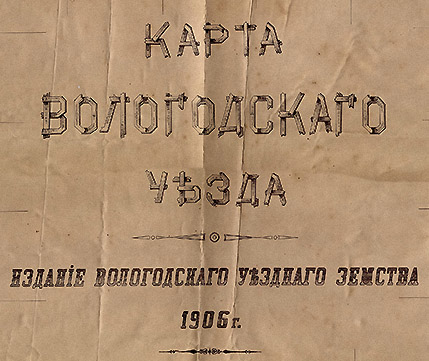 КАРТА
ВОЛОГОДСКАГО
УѢЗДА
ИЗДАНІЕ ВОЛОГОДСКАГО УѢЗДНАГО ЗЕМСТВА
1906 г.